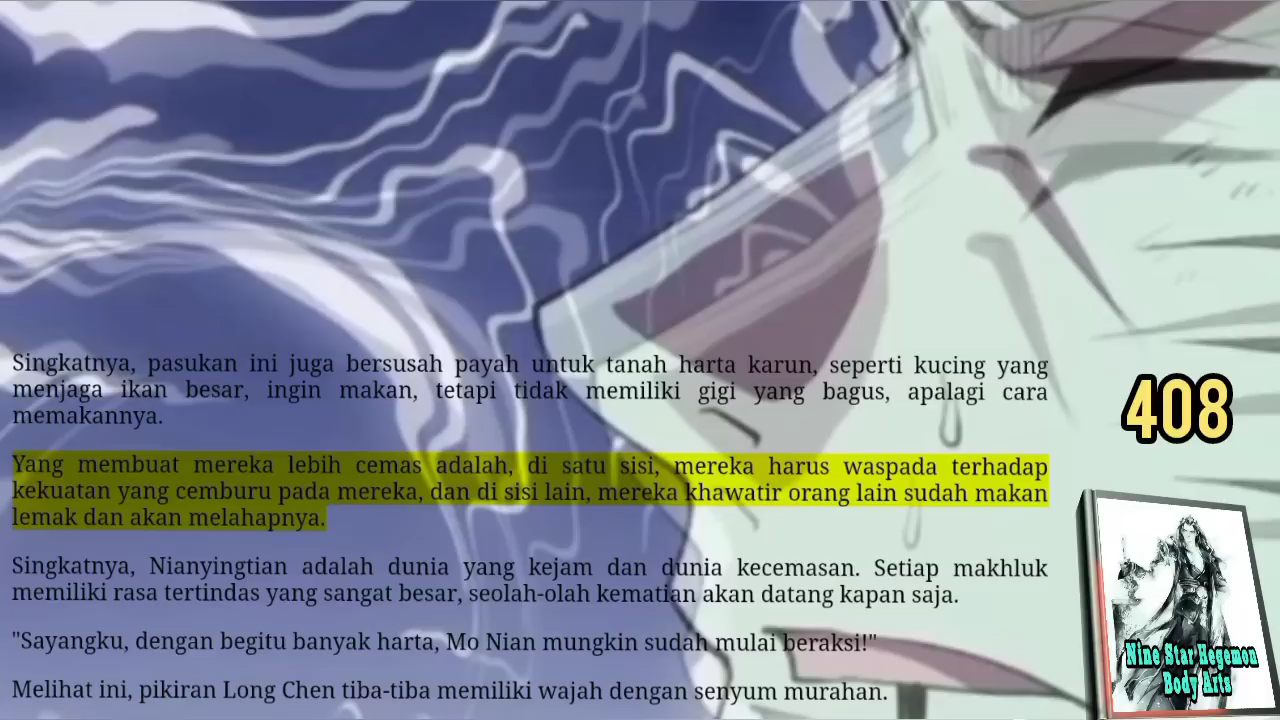 Singkatnya, pasukan ini juga bersusah payah untuk tanah harta karun, seperti kucing yang
menjaga ikan besar, ingin makan, tetapi tidak memiliki gigi yang bagus, apalagi cara
memakannya.
Yang membuat mereka lebih cemas adalah, di satu sisi, mereka harus waspada terhadap
kekuatan yang cemburu pada mereka, dan di sisi lain, mereka khawatir orang lain sudah makan
lemak dan akan melahapnya.
Singkatnya, Nianyingtian adalah dunia yang kejam dan dunia kecemasan. Setiap makhluk
memiliki rasa tertindas yang sangat besar, seolah-olah kematian akan datang kapan saja.
"Sayangku, dengan begitu banyak harta, Mo Nian mungkin sudah mulai beraksi!"
Melihat ini, pikiran Long Chen tiba-tiba memiliki wajah dengan senyum murahan.
408
Nine Star Hegemon
Body Arts